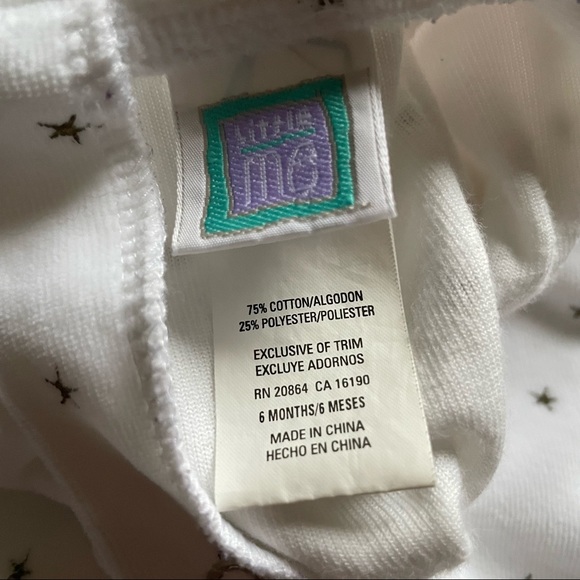 LITTLE
me
75% COTTON/ALGODON
25% POLYESTER/POLIESTER
EXCLUSIVE OF TRIM
EXCLUYE ADORNOS
RN 20864 CA 16190
6 MONTHS/6 MESES
MADE IN CHINA
HECHO EN CHINA